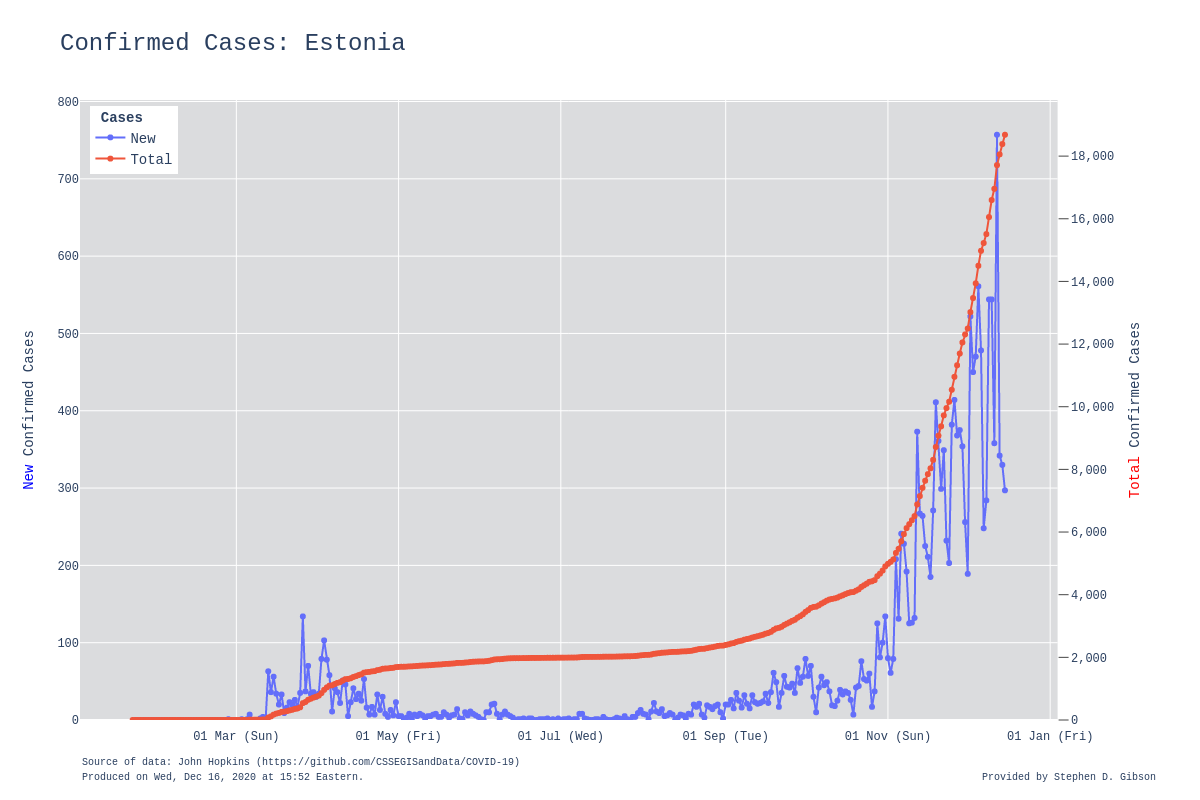 Confirmed Cases: Estonia
Cases
New
Total
800
700
600
500
400
300
200
100
0
New Confirmed Cases
18,000
16,000
14,000
12,000
10,000
8,000
6,000
4,000
2,000
0
Total Confirmed Cases
01 Mar (Sun) 01 May (Fri) 01 Jul (Wed) 01 Sep (Tue) 01 Nov (Sun) 01 Jan (Fri)
Source of data: John Hopkins (https://github.com/CSSEGISandData/COVID-19)
Produced on Wed, Dec 16, 2020 at 15:52 Eastern.
Provided by Stephen D. Gibson